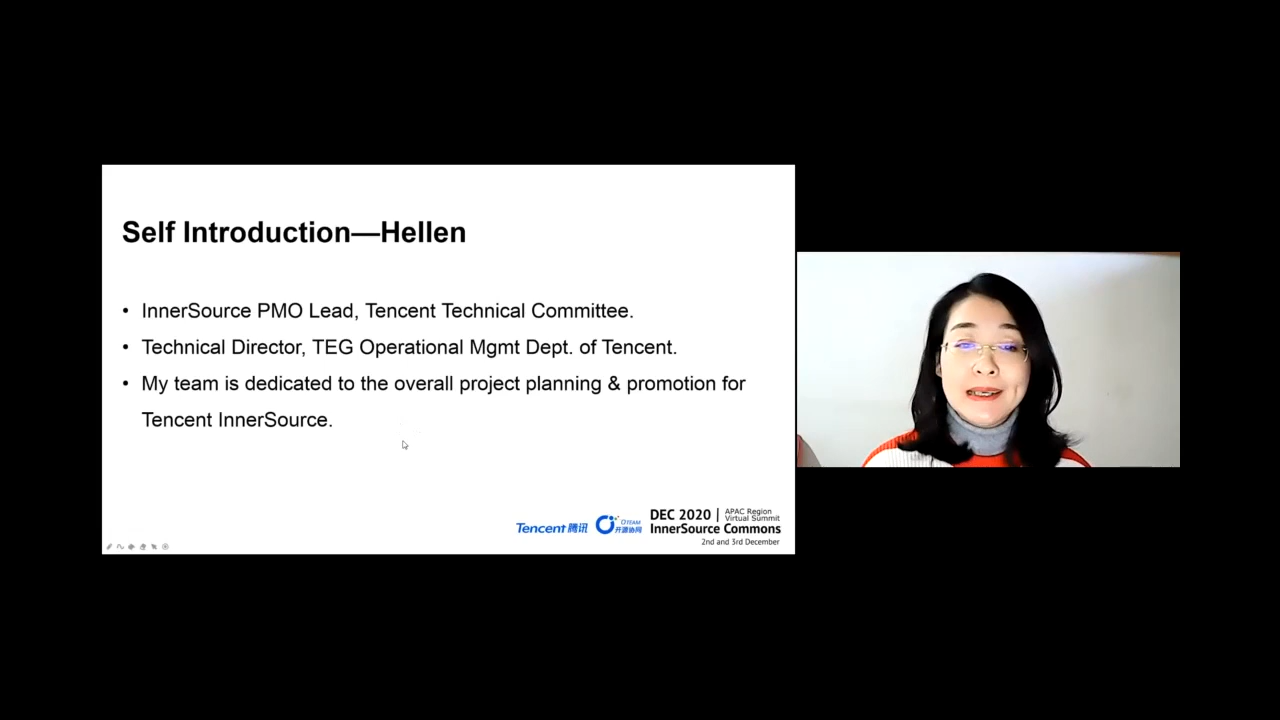 Self Introduction—Hellen
• InnerSource PMO Lead, Tencent Technical Committee.
• Technical Director, TEG Operational Mgmt Dept. of Tencent.
• My team is dedicated to the overall project planning & promotion for
Tencent InnerSource.
Tencent 腾讯
OTEAM
开源协同
DEC 2020 | APAC Region
Virtual Summit
InnerSource Commons
2nd and 3rd December